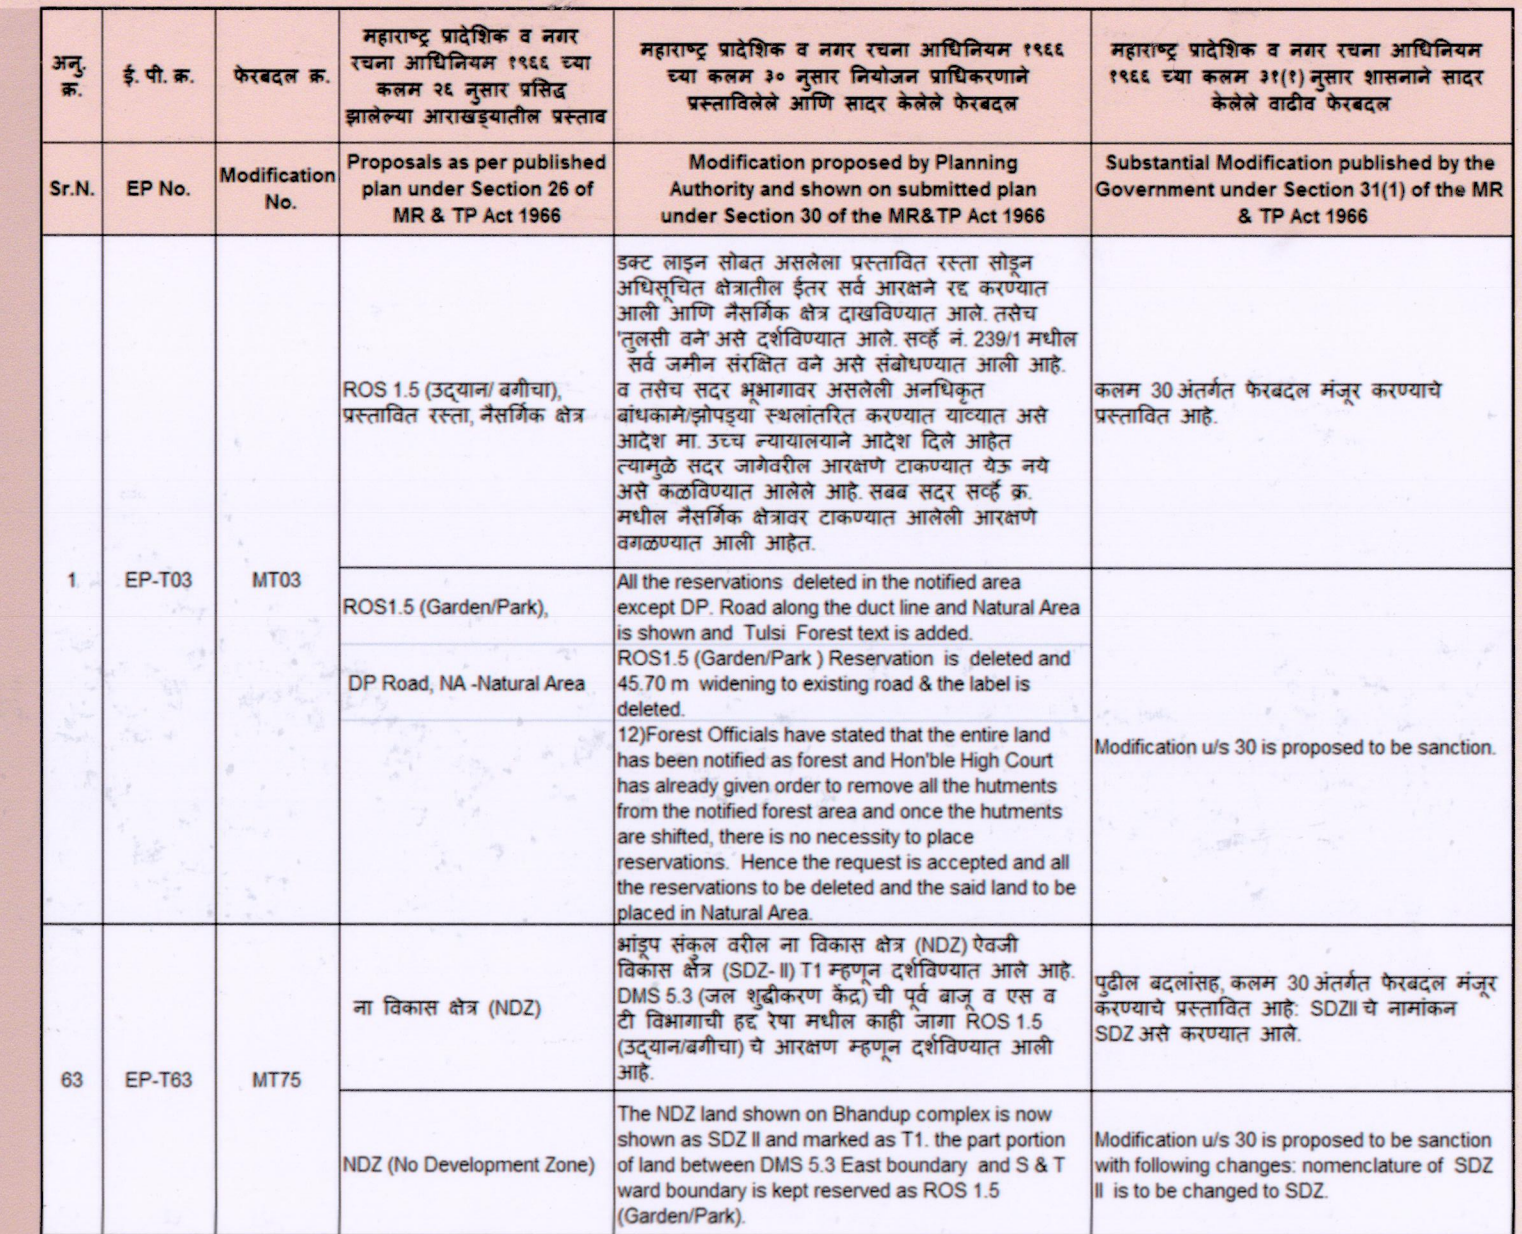 अनु.
क्र.
ई. पी. क्र.
फेरबदल क्र.
महाराष्ट्र प्रादेशिक व नगर
रचना आधिनियम १९६६ च्या
कलम २६ नुसार प्रसिद्ध
झालेल्या आराखड्यातील प्रस्ताव
महाराष्ट्र प्रादेशिक व नगर रचना आधिनियम १९६६
च्या कलम ३० नुसार नियोजन प्राधिकरणाने
प्रस्ताविलेले आणि सादर केलेले फेरबदल
महाराष्ट्र प्रादेशिक व नगर रचना आधिनियम
१९६६ च्या कलम ३१(१) नुसार शासनाने सादर
केलेले वाढीव फेरबदल
Sr.N.
EP No.
Modification
No.
Proposals as per published
plan under Section 26 of
MR & TP Act 1966
Modification proposed by Planning
Authority and shown on submitted plan
under Section 30 of the MR&TP Act 1966
Substantial Modification published by the
Government under Section 31(1) of the MR
& TP Act 1966
1
EP-T03
MT03
ROS 1.5 (उद्यान/ बगीचा),
प्रस्तावित रस्ता, नैसर्गिक क्षेत्र
डक्ट लाइन सोबत असलेला प्रस्तावित रस्ता सोडून
अधिसूचित क्षेत्रातील ईतर सर्व आरक्षने रद्द करण्यात
आली आणि नैसर्गिक क्षेत्र दाखविण्यात आले. तसेच
'तुलसी वने' असे दर्शविण्यात आले. सर्व्हे नं. 239/1 मधील
सर्व जमीन संरक्षित वने असे संबोधण्यात आली आहे.
व तसेच सदर भूभागावर असलेली अनधिकृत
बांधकामे/झोपड्या स्थलांतरित करण्यात याव्यात असे
आदेश मा. उच्च न्यायालयाने आदेश दिले आहेत
त्यामुळे सदर जागेवरील आरक्षणे टाकण्यात येऊ नये
असे कळविण्यात आलेले आहे. सबब सदर सर्व्हे क्र.
मधील नैसर्गिक क्षेत्रावर टाकण्यात आलेली आरक्षणे
वगळण्यात आली आहेत.
कलम 30 अंतर्गत फेरबदल मंजूर करण्याचे
प्रस्तावित आहे.
ROS1.5 (Garden/Park),
All the reservations deleted in the notified area
except DP. Road along the duct line and Natural Area
is shown and Tulsi Forest text is added.
DP Road, NA -Natural Area
ROS1.5 (Garden/Park ) Reservation is deleted and
45.70 m widening to existing road & the label is
deleted.
12)Forest Officials have stated that the entire land
has been notified as forest and Hon'ble High Court
has already given order to remove all the hutments
from the notified forest area and once the hutments
are shifted, there is no necessity to place
reservations. Hence the request is accepted and all
the reservations to be deleted and the said land to be
placed in Natural Area.
Modification u/s 30 is proposed to be sanction.
63
EP-T63
MT75
ना विकास क्षेत्र (NDZ)
भांडूप संकुल वरील ना विकास क्षेत्र (NDZ) ऐवजी
विकास क्षेत्र (SDZ- II) T1 म्हणून दर्शविण्यात आले आहे.
DMS 5.3 (जल शुद्धीकरण केंद्र) ची पूर्व बाजू व एस व
टी विभागाची हद्द रेषा मधील काही जागा ROS 1.5
(उद्यान/बगीचा) चे आरक्षण म्हणून दर्शविण्यात आली
आहे.
पुढील बदलांसह, कलम 30 अंतर्गत फेरबदल मंजूर
करण्याचे प्रस्तावित आहे: SDZII चे नामांकन
SDZ असे करण्यात आले.
NDZ (No Development Zone)
The NDZ land shown on Bhandup complex is now
shown as SDZ II and marked as T1. the part portion
of land between DMS 5.3 East boundary and S & T
ward boundary is kept reserved as ROS 1.5
(Garden/Park).
Modification u/s 30 is proposed to be sanction
with following changes: nomenclature of SDZ
II is to be changed to SDZ.